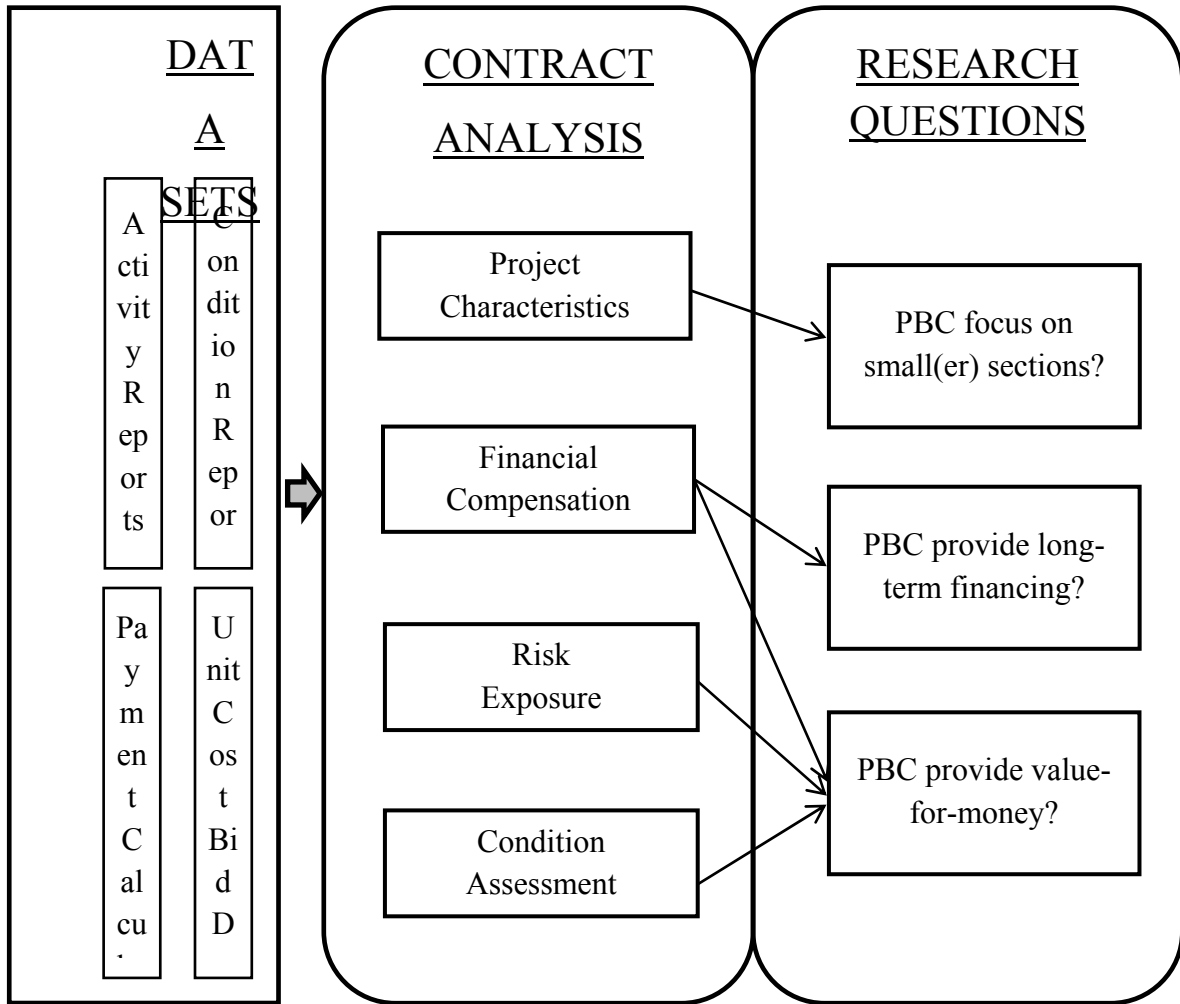 DAT
A
SETS
A
cti
vit
y
R
ep
or
ts
C
on
dit
io
n
R
ep
or
Pa
y
m
en
t
C
al
cu
U
nit
C
os
t
Bi
d
D
CONTRACT
ANALYSIS
Project
Characteristics
Financial
Compensation
Risk
Exposure
Condition
Assessment
RESEARCH
QUESTIONS
PBC focus on
small(er) sections?
PBC provide long-
term financing?
PBC provide value-
for-money?